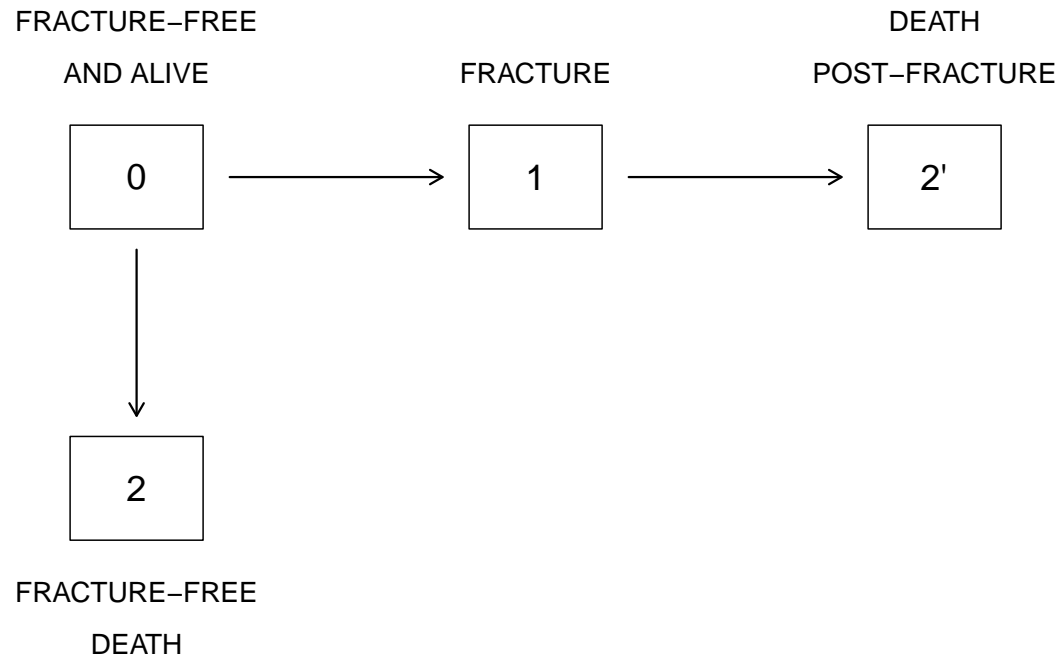 FRACTURE−FREE
AND ALIVE
FRACTURE
DEATH
POST−FRACTURE
0
1
2'
2
FRACTURE−FREE
DEATH